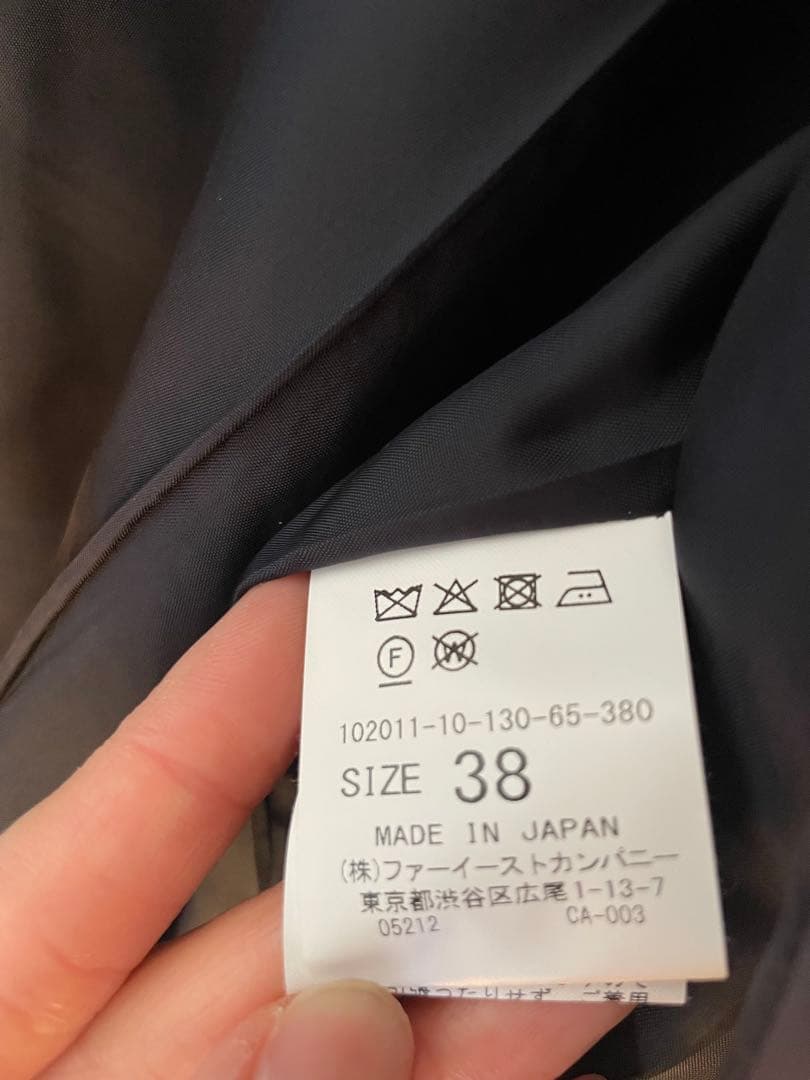 F W
102011-10-130-65-380
SIZE 38
MADE IN JAPAN
(株)ファーイーストカンパニー
東京都渋谷区広尾1-13-7
05212 CA-003